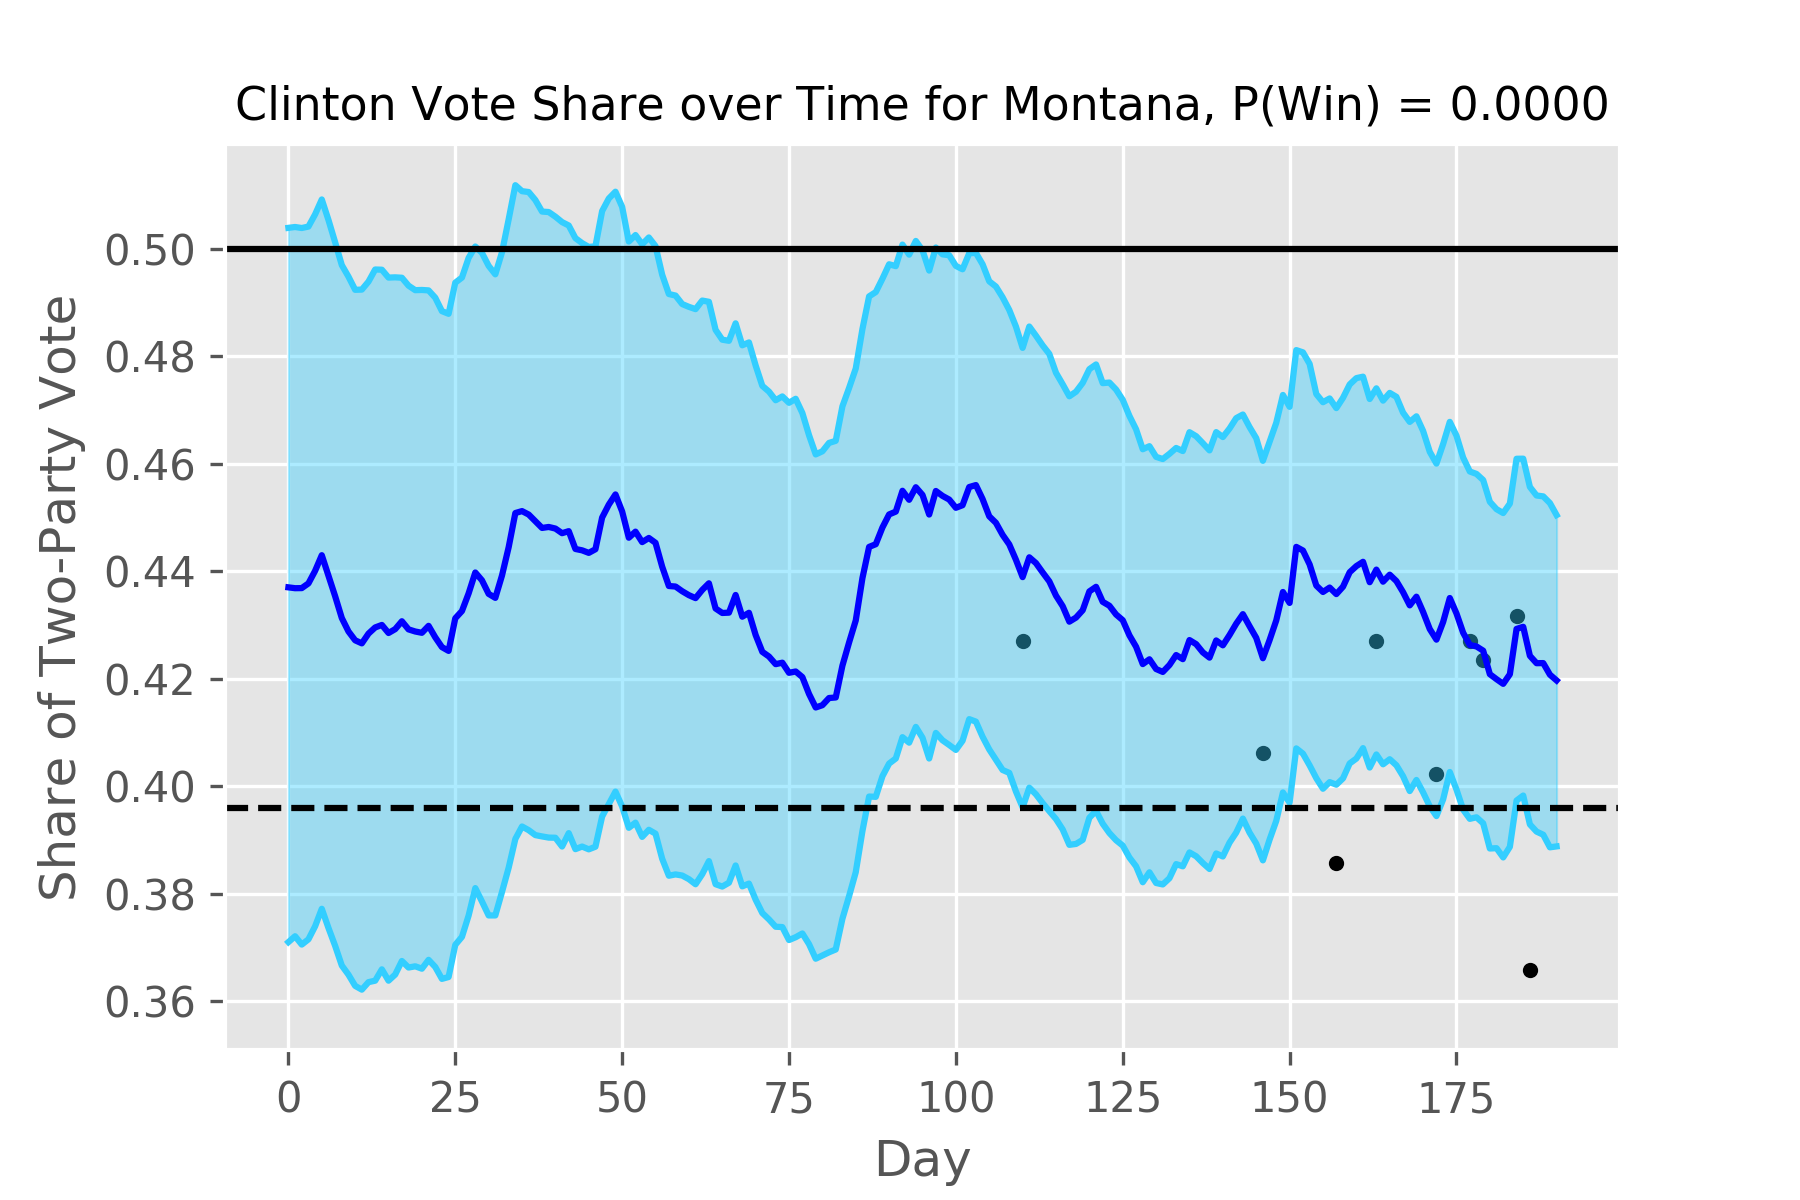 Clinton Vote Share over Time for Montana, P(Win) = 0.0000
Share of Two-Party Vote
0.50
0.48
0.46
0.44
0.42
0.40
0.38
0.36
0 25 50 75 100 125 150 175
Day